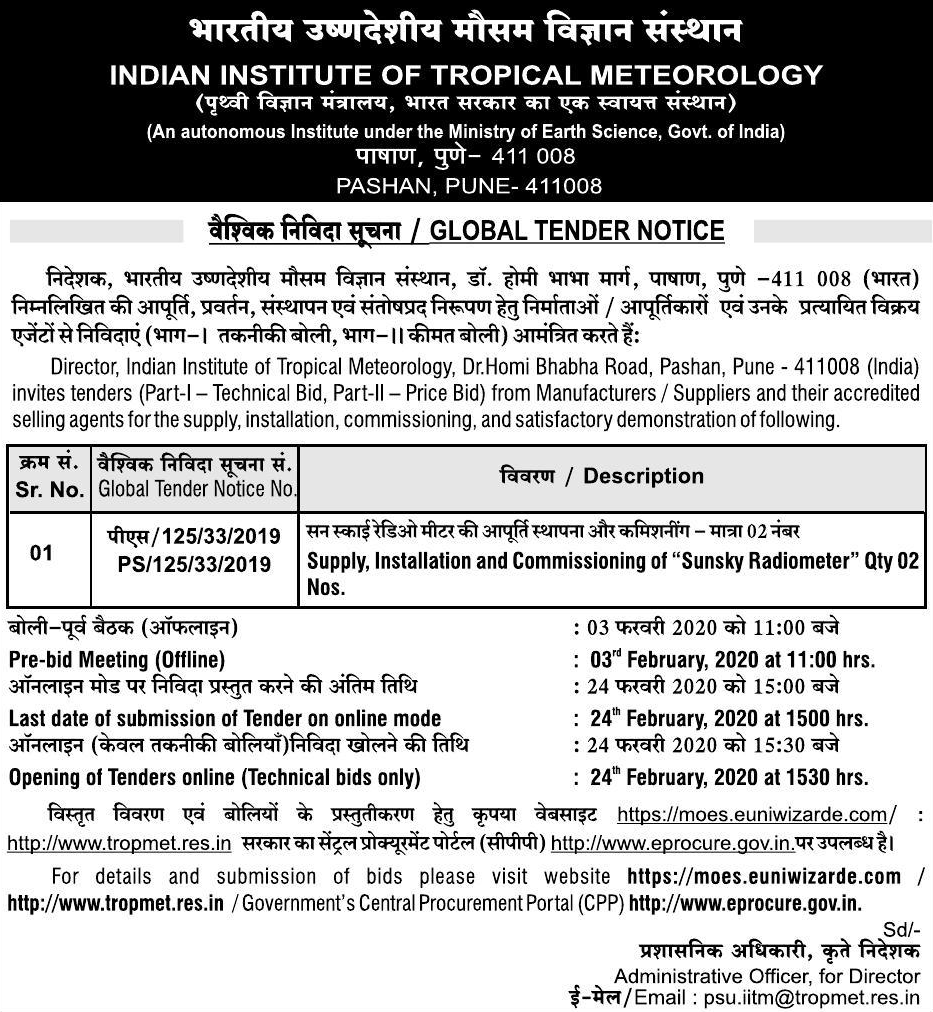 भारतीय उष्णदेशीय मौसम विज्ञान संस्थान
INDIAN INSTITUTE OF TROPICAL METEOROLOGY
(पृथ्वी विज्ञान मंत्रालय, भारत सरकार का एक स्वायत्त संस्थान)
(An autonomous Institute under the Ministry of Earth Science, Govt. of India)
पाषाण, पुणे– 411 008
PASHAN, PUNE- 411008
वैश्विक निविदा सूचना / GLOBAL TENDER NOTICE
निदेशक, भारतीय उष्णदेशीय मौसम विज्ञान संस्थान, डॉ. होमी भाभा मार्ग, पाषाण, पुणे –411 008 (भारत)
निम्नलिखित की आपूर्ति, प्रवर्तन, संस्थापन एवं संतोषप्रद निरूपण हेतु निर्माताओं / आपूर्तिकारों एवं उनके प्रत्यायित विक्रय
एजेंटों से निविदाएं (भाग–। तकनीकी बोली, भाग–।। कीमत बोली) आमंत्रित करते हैं:
Director, Indian Institute of Tropical Meteorology, Dr.Homi Bhabha Road, Pashan, Pune - 411008 (India)
invites tenders (Part-I – Technical Bid, Part-II – Price Bid) from Manufacturers / Suppliers and their accredited
selling agents for the supply, installation, commissioning, and satisfactory demonstration of following.
क्रम सं. वैश्विक निविदा सूचना सं.
Sr. No. Global Tender Notice No.
विवरण / Description
01
पीएस/125/33/2019
PS/125/33/2019
सन स्काई रेडिओ मीटर की आपूर्ति स्थापना और कमिशनींग – मात्रा 02 नंबर
Supply, Installation and Commissioning of “Sunsky Radiometer” Qty 02
Nos.
बोली–पूर्व बैठक (ऑफलाइन) : 03 फरवरी 2020 को 11:00 बजे
Pre-bid Meeting (Offline) : 03rd February, 2020 at 11:00 hrs.
ऑनलाइन मोड पर निविदा प्रस्तुत करने की अंतिम तिथि : 24 फरवरी 2020 को 15:00 बजे
Last date of submission of Tender on online mode : 24th February, 2020 at 1500 hrs.
ऑनलाइन (केवल तकनीकी बोलियाँ)निविदा खोलने की तिथि : 24 फरवरी 2020 को 15:30 बजे
Opening of Tenders online (Technical bids only) : 24th February, 2020 at 1530 hrs.
विस्तृत विवरण एवं बोलियों के प्रस्तुतीकरण हेतु कृपया वेबसाइट https://moes.euniwizarde.com/ :
http://www.tropmet.res.in सरकार का सेंट्रल प्रोक्यूरमेंट पोर्टल (सीपीपी) http://www.eprocure.gov.in.पर उपलब्ध है।
For details and submission of bids please visit website https://moes.euniwizarde.com /
http://www.tropmet.res.in / Government’s Central Procurement Portal (CPP) http://www.eprocure.gov.in.
Sd/-
प्रशासनिक अधिकारी, कृते निदेशक
Administrative Officer, for Director
ई-मेल/Email : psu.iitm@tropmet.res.in